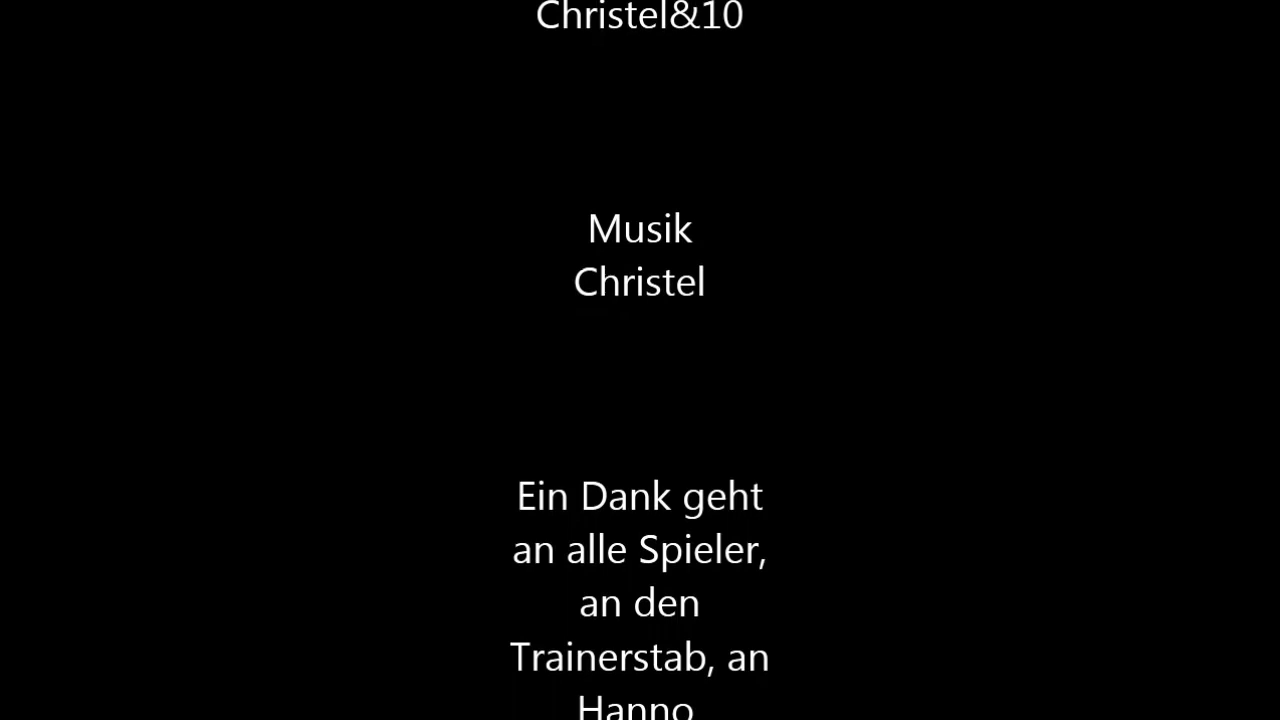 Christel&10
Musik
Christel
Ein Dank geht
an alle Spieler,
an den
Trainerstab, an
Hanno